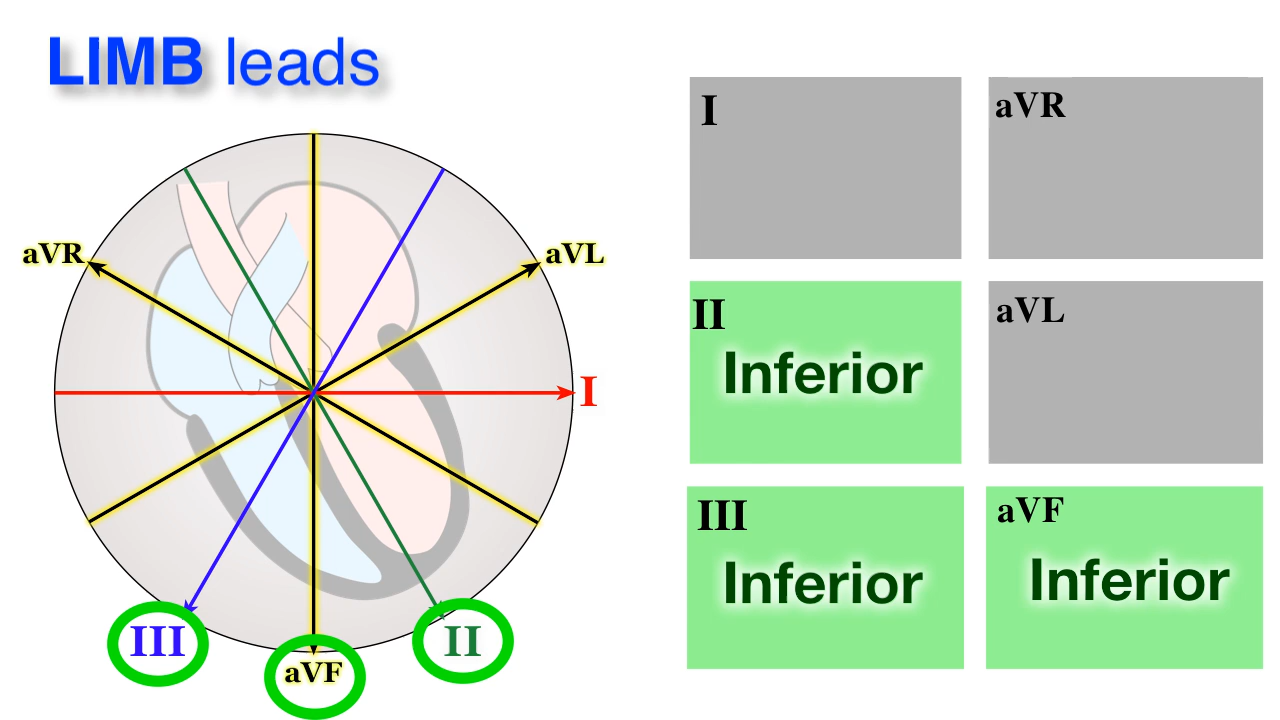 LIMB leads
aVR
aVL
I
III
aVF
II
I
aVR
II
Inferior
aVL
III
Inferior
aVF
Inferior